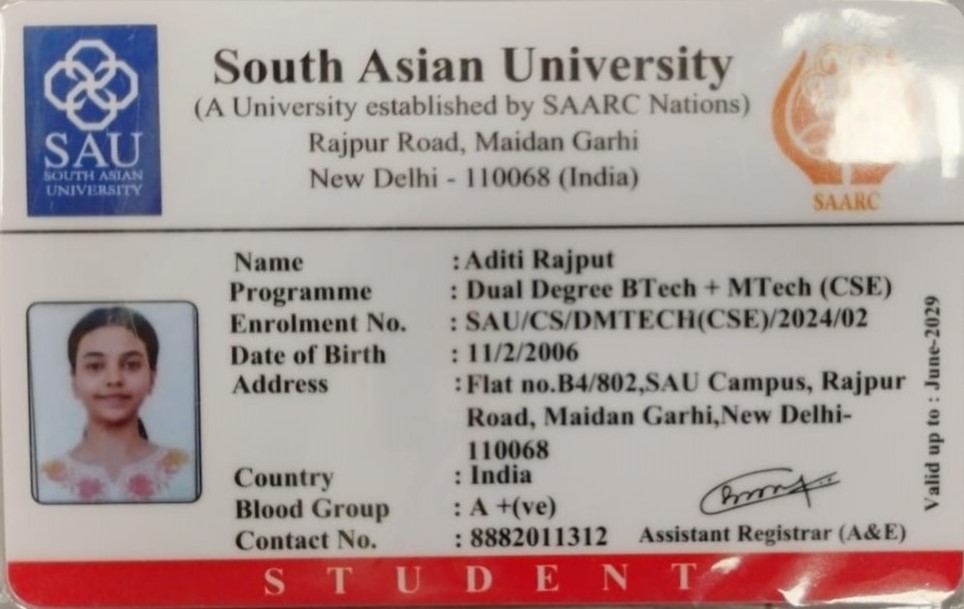 SAU
SOUTH ASIAN
UNIVERSITY
South Asian University
(A University established by SAARC Nations)
Rajpur Road, Maidan Garhi
New Delhi - 110068 (India)
SAARC
Name : Aditi Rajput
Programme : Dual Degree BTech + MTech (CSE)
Enrolment No. : SAU/CS/DMTECH(CSE)/2024/02
Date of Birth : 11/2/2006
Address : Flat no.B4/802,SAU Campus, Rajpur
Road, Maidan Garhi,New Delhi-
110068
Country : India
Blood Group : A +(ve)
Contact No. : 8882011312
Assistant Registrar (A&E)
Valid up to : June-2029
STUDENT